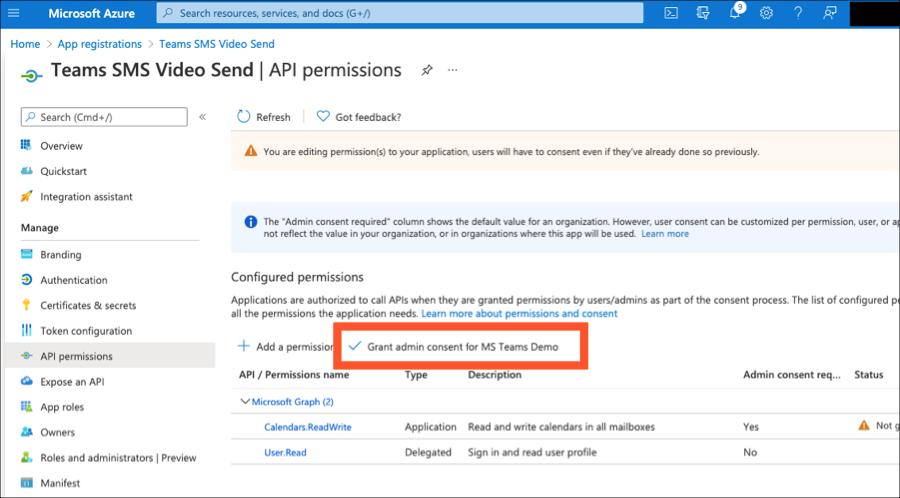 Microsoft Azure
Search resources, services, and docs (G+/)
9
Home > App registrations > Teams SMS Video Send
Teams SMS Video Send | API permissions
Search (Cmd+/)
Refresh
Got feedback?
You are editing permission(s) to your application, users will have to consent even if they've already done so previously.
The "Admin consent required" column shows the default value for an organization. However, user consent can be customized per permission, user, or
not reflect the value in your organization, or in organizations where this app will be used. Learn more
Overview
Quickstart
Integration assistant
Manage
Branding
Authentication
Certificates & secrets
Token configuration
API permissions
Expose an API
App roles
Owners
Roles and administrators | Preview
Manifest
Configured permissions
Applications are authorized to call APIs when they are granted permissions by users/admins as part of the consent process. The list of configured
all the permissions the application needs. Learn more about permissions and consent
Add a permission
Grant admin consent for MS Teams Demo
API / Permissions name Type Description Admin consent req... Status
Microsoft Graph (2)
Calendars.ReadWrite Application Read and write calendars in all mailboxes Yes Not
User.Read Delegated Sign in and read user profile No